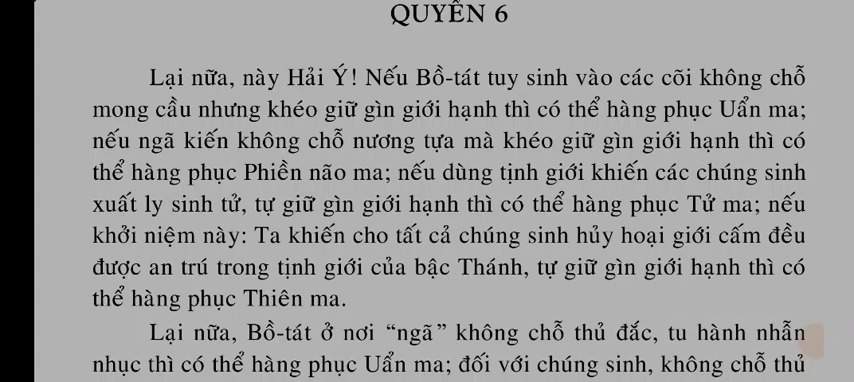 QUYỂN 6
Lại nữa, này Hải Ý! Nếu Bồ-tát tuy sinh vào các cõi không chỗ
mong cầu nhưng khéo giữ gìn giới hạnh thì có thể hàng phục Uẩn ma;
nếu ngã kiến không chỗ nương tựa mà khéo giữ gìn giới hạnh thì có
thể hàng phục Phiền não ma; nếu dùng tịnh giới khiến các chúng sinh
xuất ly sinh tử, tự giữ gìn giới hạnh thì có thể hàng phục Tử ma; nếu
khởi niệm này: Ta khiến cho tất cả chúng sinh hủy hoại giới cấm đều
được an trú trong tịnh giới của bậc Thánh, tự giữ gìn giới hạnh thì có
thể hàng phục Thiên ma.
Lại nữa, Bồ-tát ở nơi “ngã” không chỗ thủ đắc, tu hành nhẫn
nhục thì có thể hàng phục Uẩn ma; đối với chúng sinh, không chỗ thủ